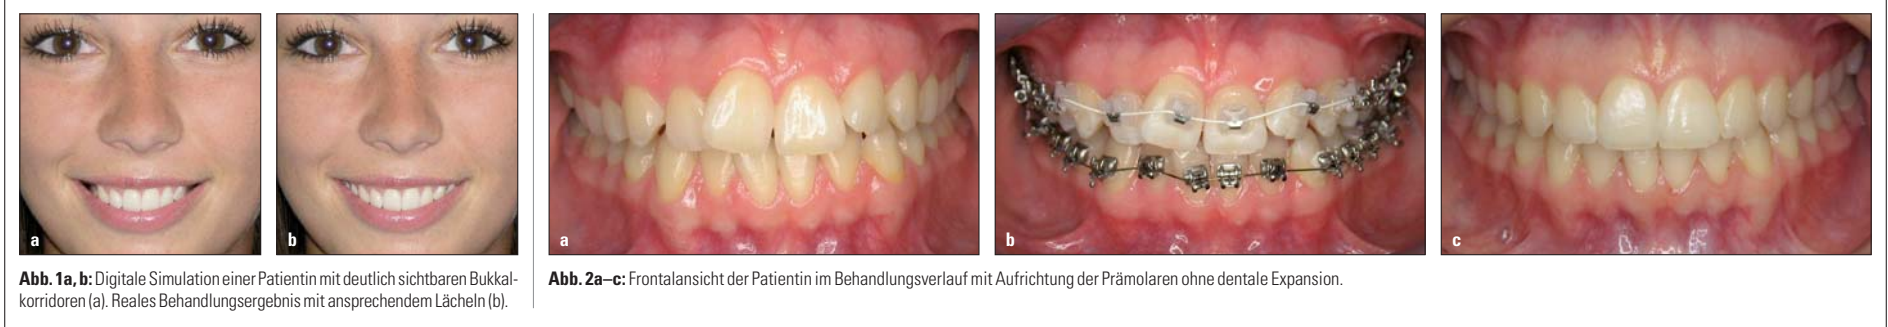 a
b
Abb. 1a, b: Digitale Simulation einer Patientin mit deutlich sichtbaren Bukkal-
korridoren (a). Reales Behandlungsergebnis mit ansprechendem Lächeln (b).
a
b
c
Abb. 2a–c: Frontalansicht der Patientin im Behandlungsverlauf mit Aufrichtung der Prämolaren ohne dentale Expansion.